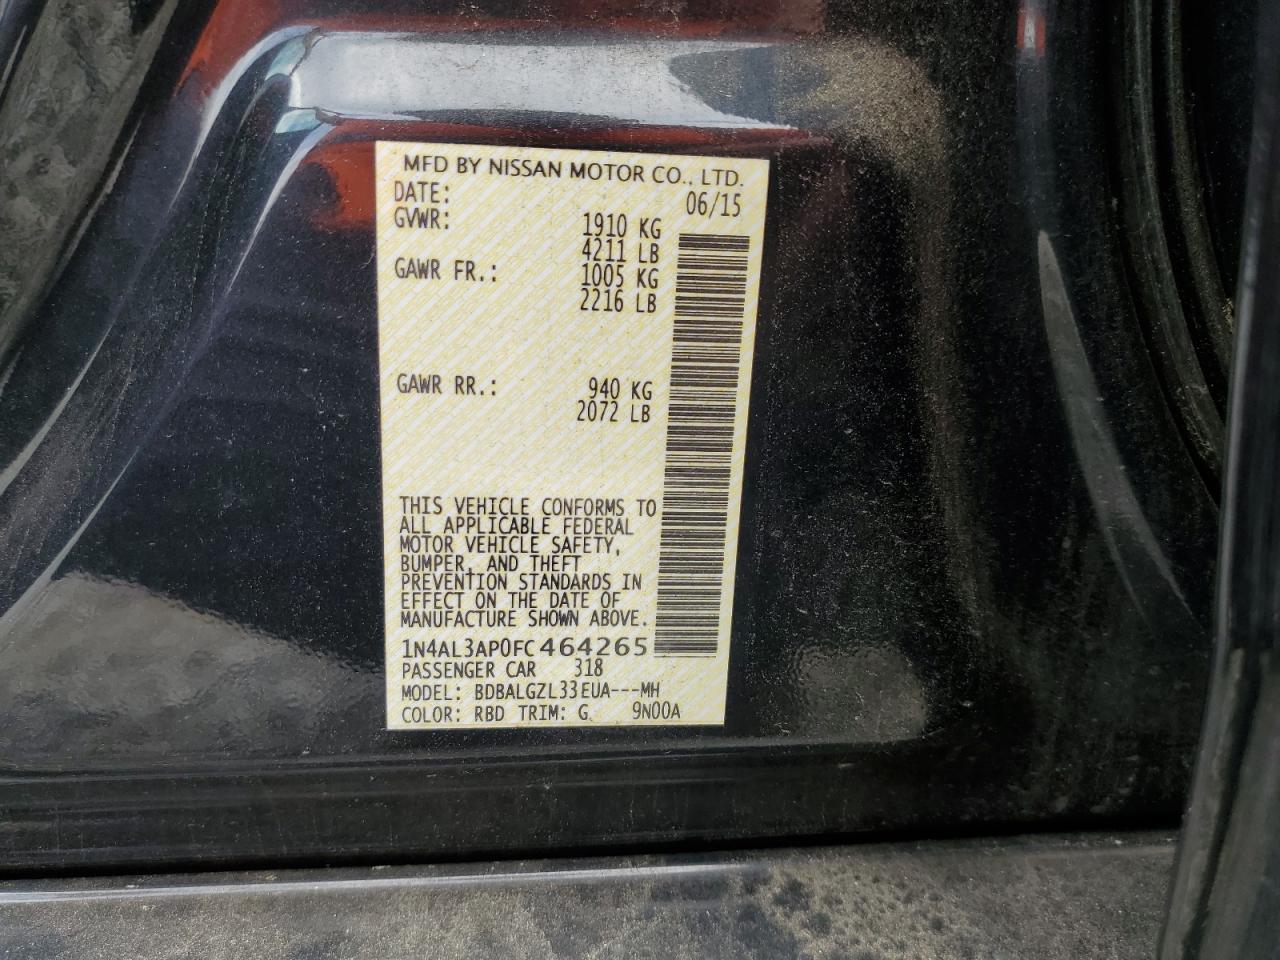 MFD BY NISSAN MOTOR CO., LTD.
DATE: 06/15
GVWR: 1910 KG
4211 LB
GAWR FR.: 1005 KG
2216 LB
GAWR RR.: 940 KG
2072 LB
THIS VEHICLE CONFORMS TO
ALL APPLICABLE FEDERAL
MOTOR VEHICLE SAFETY,
BUMPER, AND THEFT
PREVENTION STANDARDS IN
EFFECT ON THE DATE OF
MANUFACTURE SHOWN ABOVE.
1N4AL3AP0FC464265
PASSENGER CAR 318
MODEL: BDBALGZL33EUA---MH
COLOR: RBD TRIM: G 9N00A